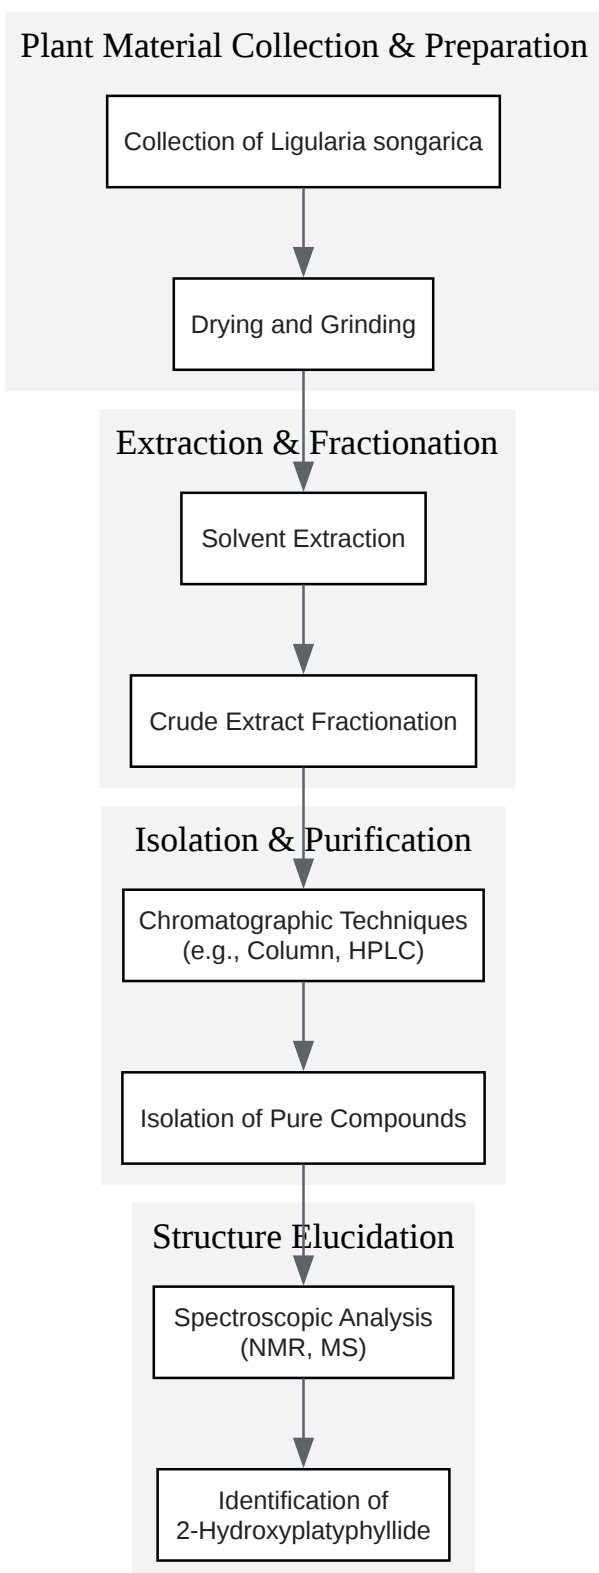 Plant Material Collection & Preparation
Collection of Ligularia songarica
Drying and Grinding
Extraction & Fractionation
Solvent Extraction
Crude Extract Fractionation
Isolation & Purification
Chromatographic Techniques
(e.g., Column, HPLC)
Isolation of Pure Compounds
Structure Elucidation
Spectroscopic Analysis
(NMR, MS)
Identification of
2-Hydroxyplatyphyllide